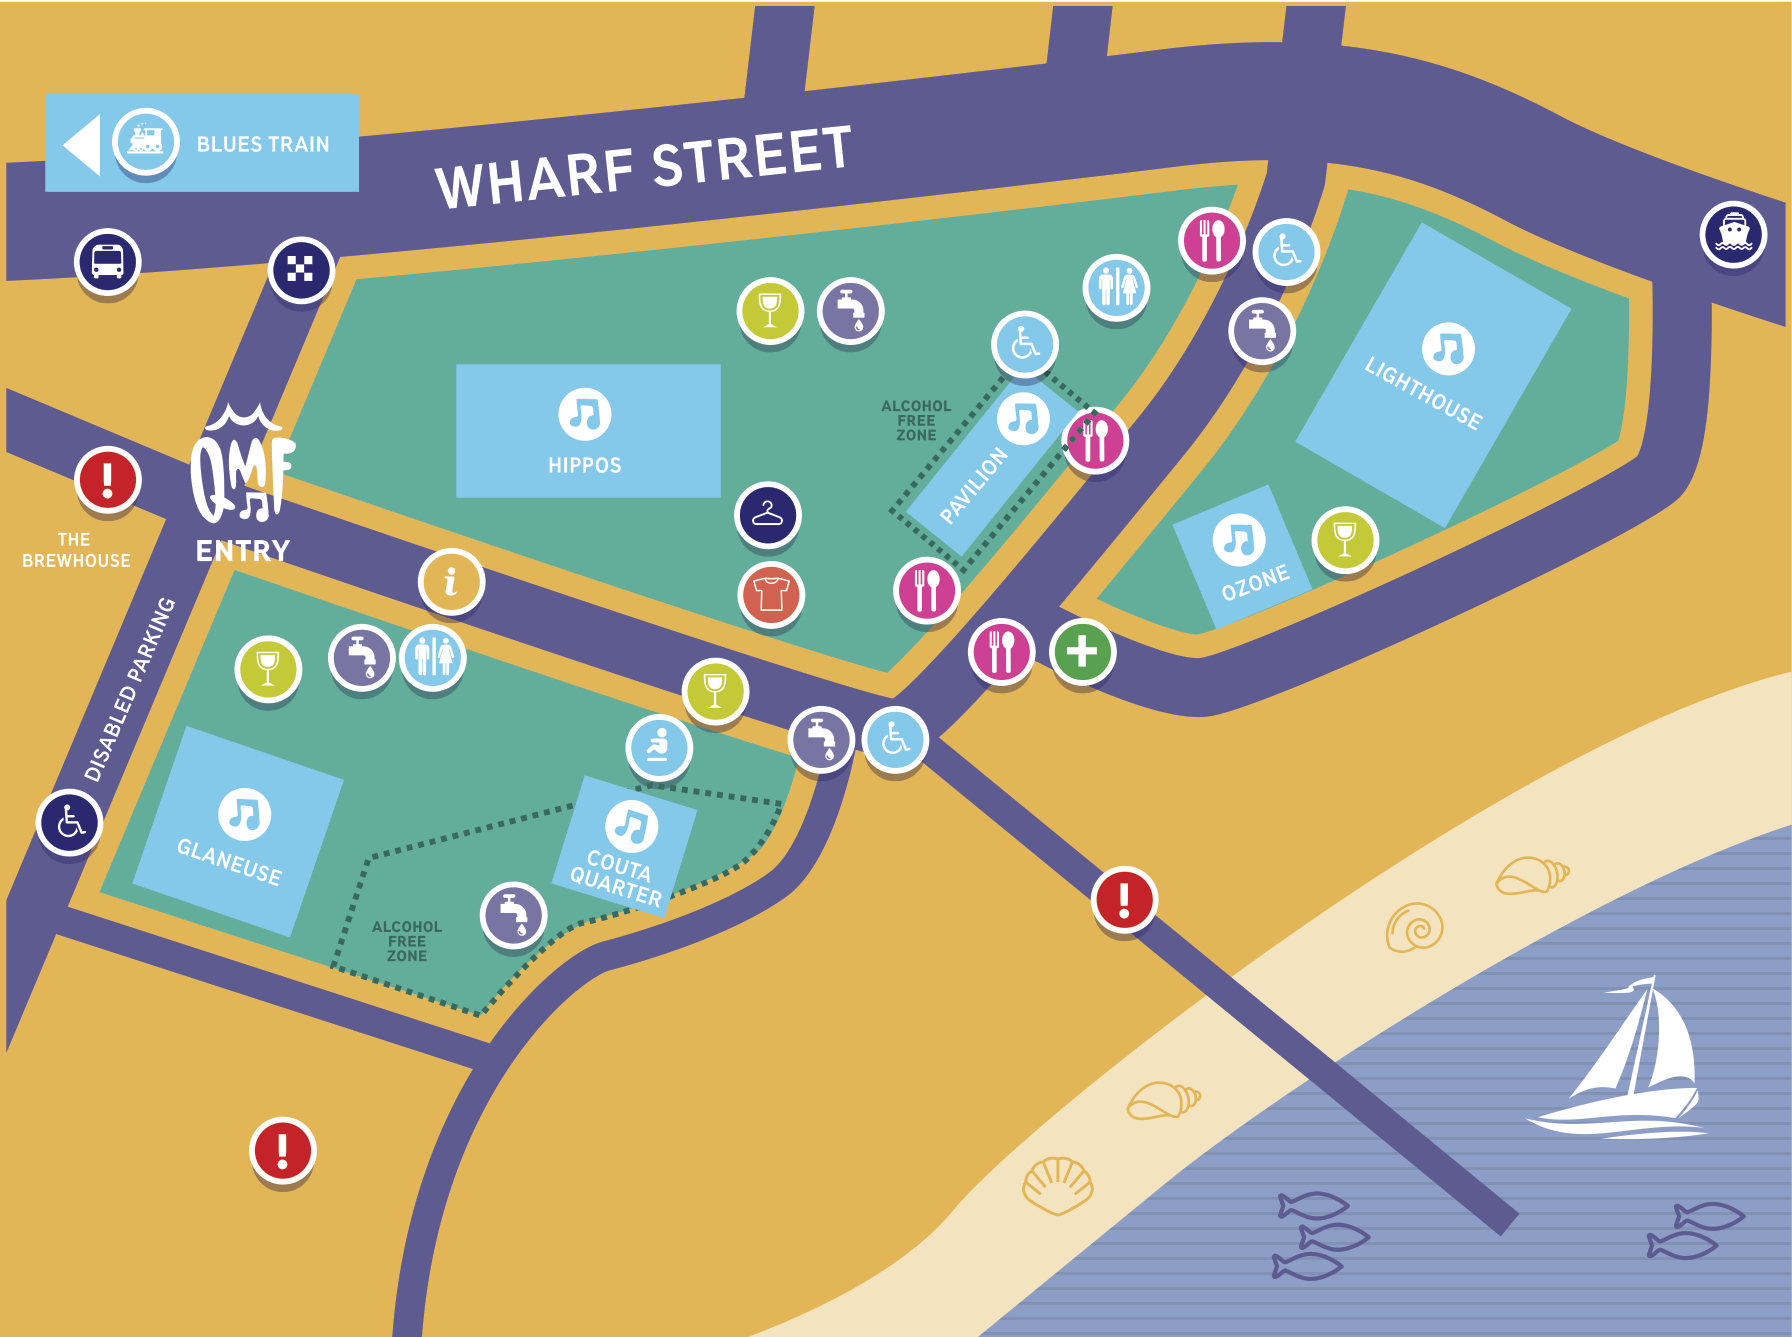 BLUES TRAIN
WHARF STREET
ALCOHOL
FREE
ZONE
LIGHTHOUSE
HIPPOS
PAVILION
QMF
ENTRY
THE
BREWHOUSE
i
OZONE
DISABLED PARKING
GLANEUSE
COUTA
QUARTER
ALCOHOL
FREE
ZONE